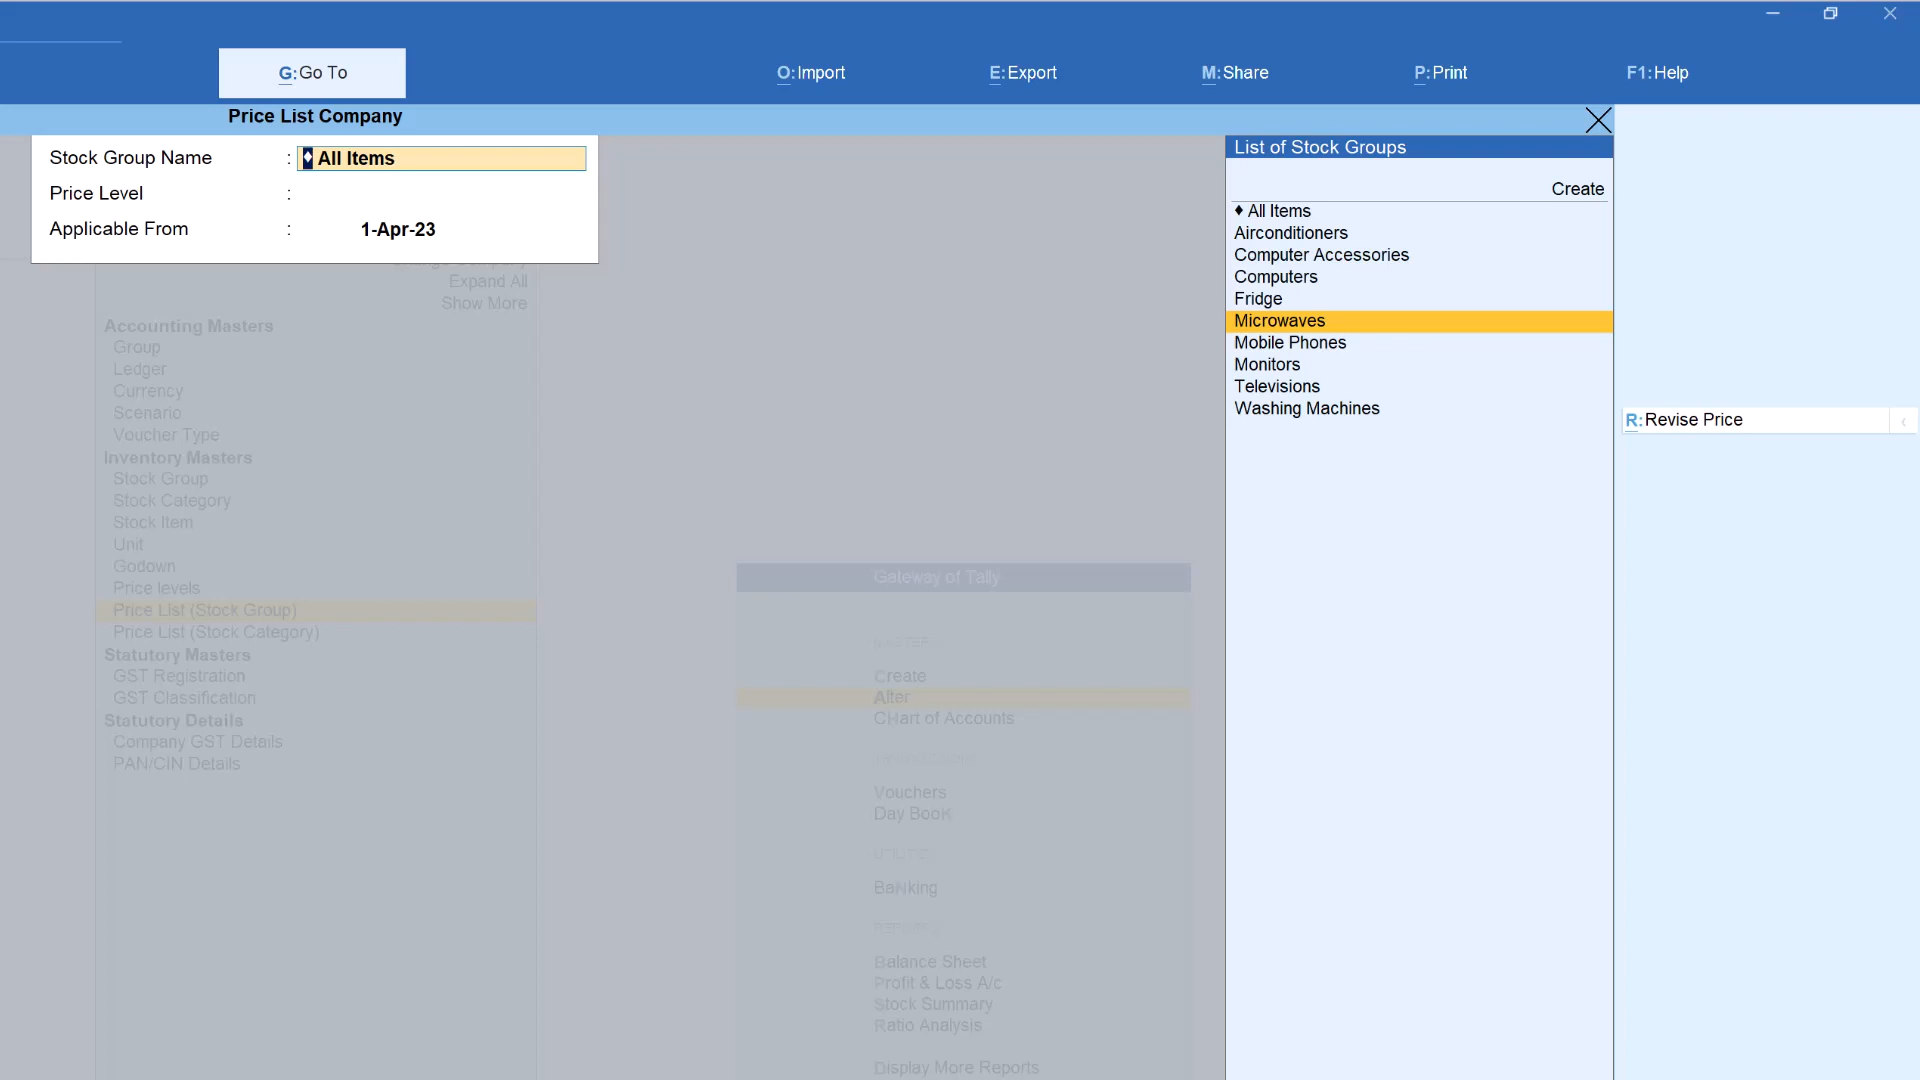 G:Go To
O:Import
E:Export
M:Share
P:Print
F1:Help
Price List Company
Stock Group Name : ♦ All Items
Price Level :
Applicable From : 1-Apr-23
Expand All
Show More
Accounting Masters
Group
Ledger
Currency
Scenario
Voucher Type
Inventory Masters
Stock Group
Stock Category
Stock Item
Unit
Godown
Price levels
Price List (Stock Group)
Price List (Stock Category)
Statutory Masters
GST Registration
GST Classification
Statutory Details
Company GST Details
PAN/CIN Details
Gateway of Tally
Create
Alter
CHart of Accounts
Vouchers
Day BooK
BaNking
Balance Sheet
Profit & Loss A/c
Stock Summary
Ratio Analysis
Display More Reports
List of Stock Groups
Create
♦ All Items
Airconditioners
Computer Accessories
Computers
Fridge
Microwaves
Mobile Phones
Monitors
Televisions
Washing Machines
R:Revise Price